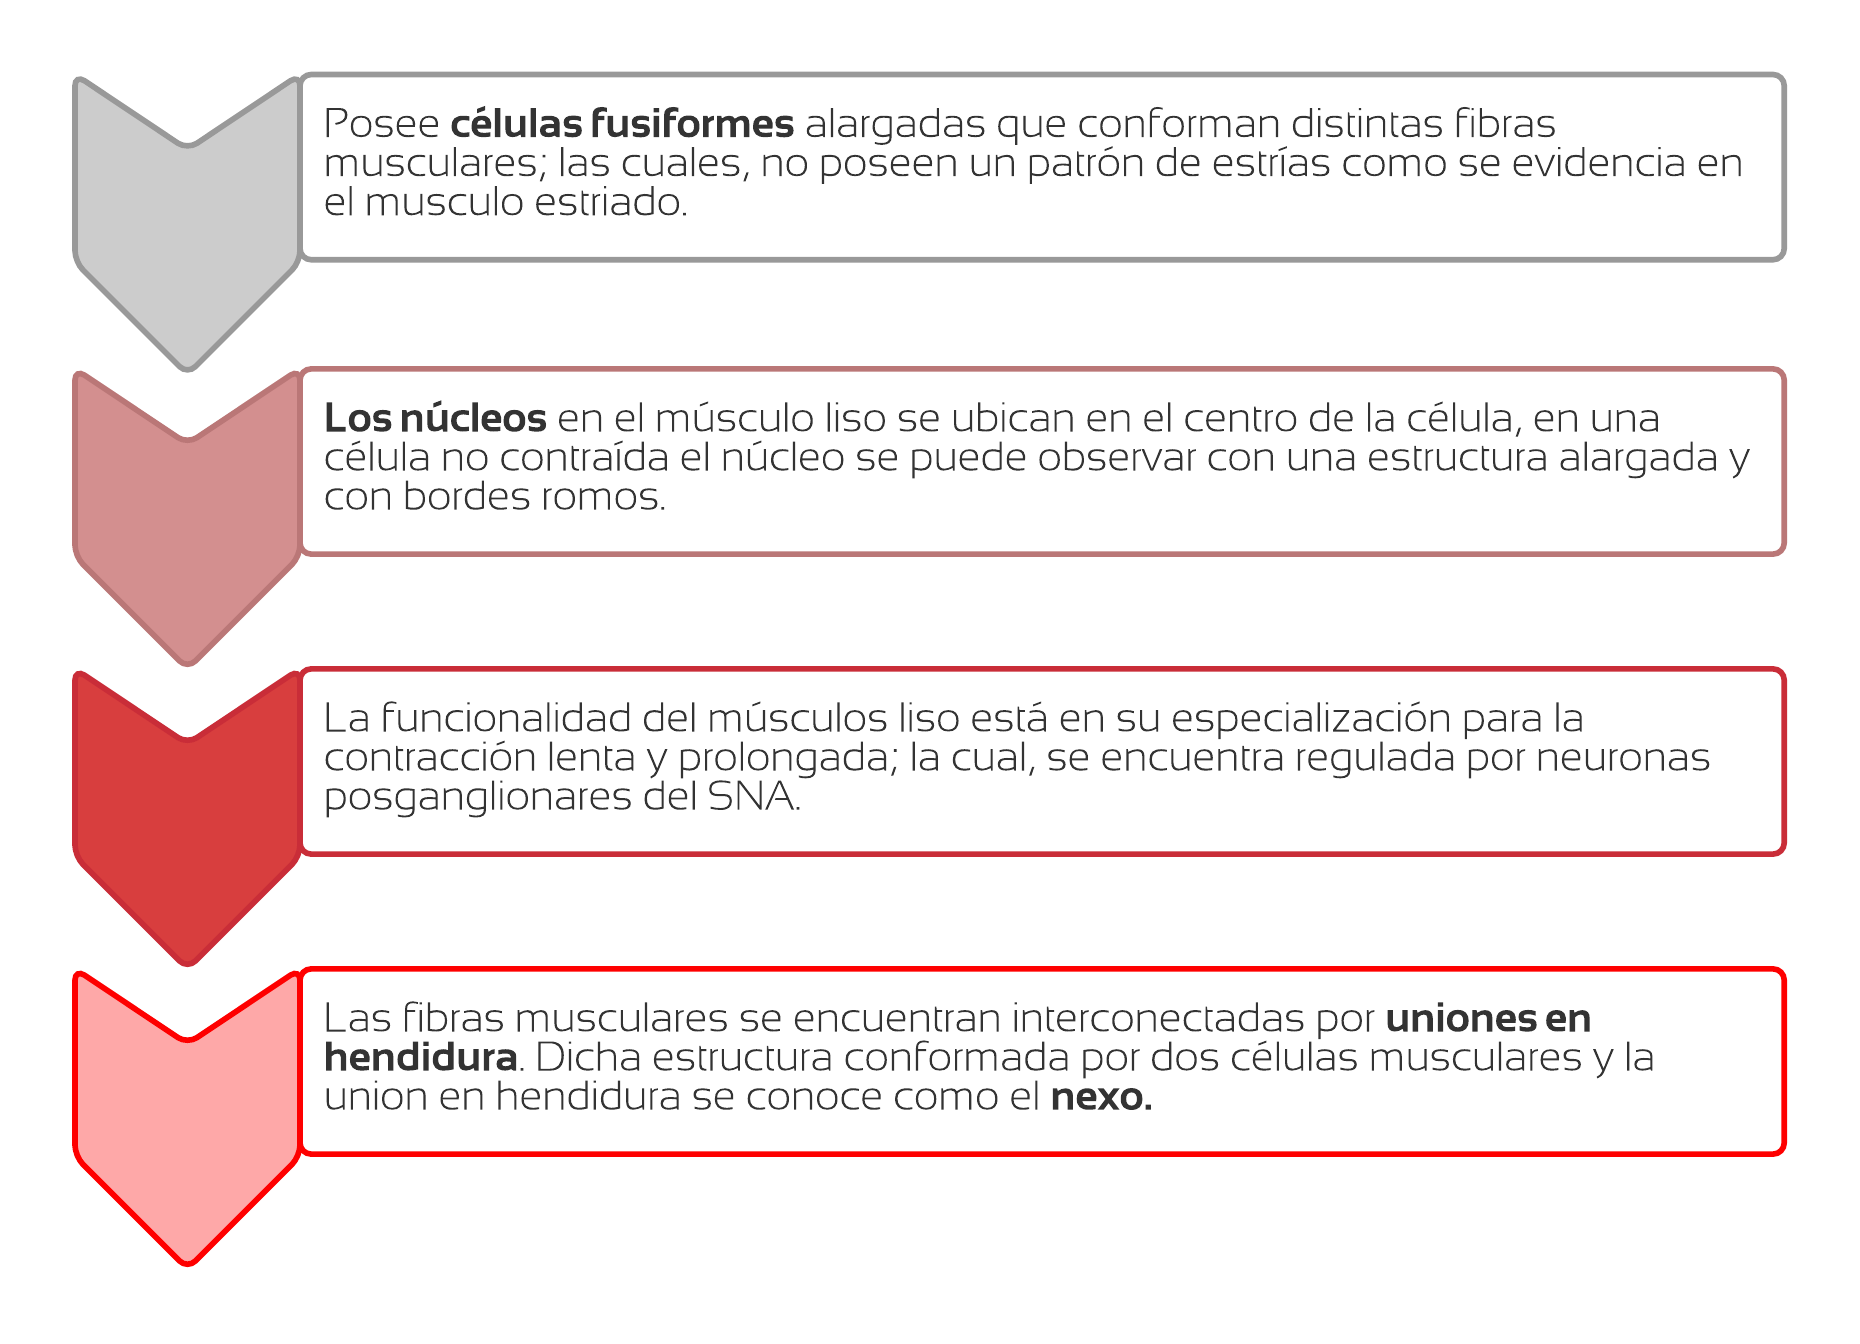 Posee células fusiformes alargadas que conforman distintas fibras
musculares; las cuales, no poseen un patrón de estrías como se evidencia en
el musculo estriado.
Los núcleos en el músculo liso se ubican en el centro de la célula, en una
célula no contraída el núcleo se puede observar con una estructura alargada y
con bordes romos.
La funcionalidad del músculos liso está en su especialización para la
contracción lenta y prolongada; la cual, se encuentra regulada por neuronas
posganglionares del SNA.
Las fibras musculares se encuentran interconectadas por uniones en
hendidura. Dicha estructura conformada por dos células musculares y la
union en hendidura se conoce como el nexo.